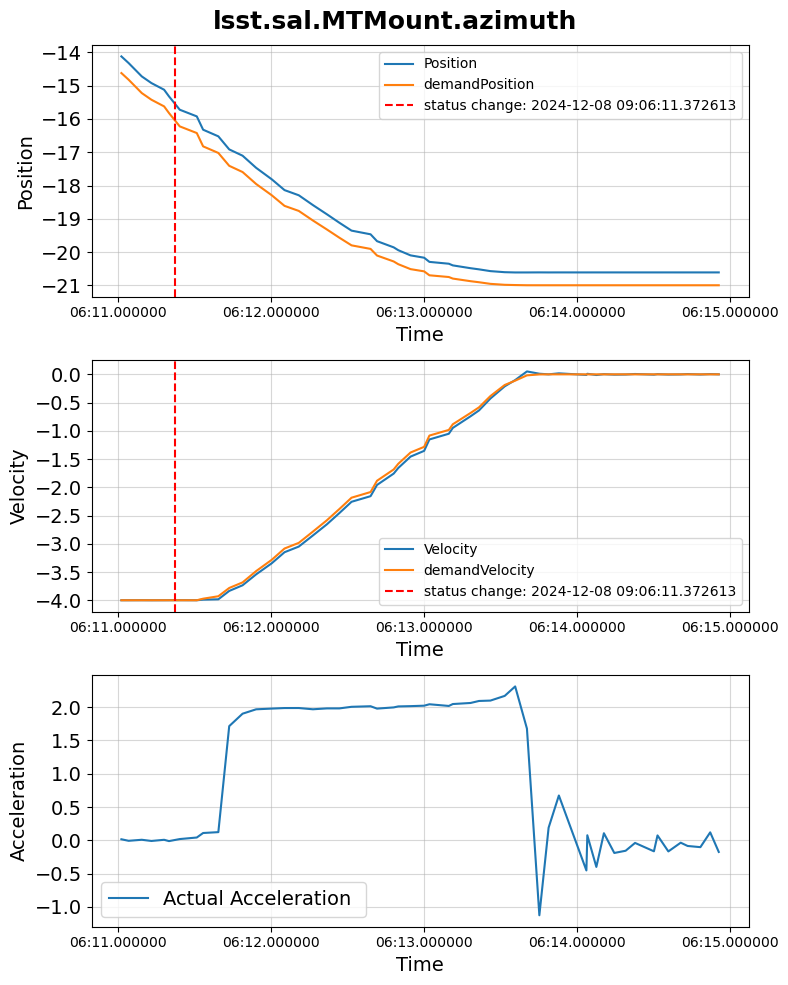 lsst.sal.MTMount.azimuth
−14
−15
−16
−17
−18
−19
−20
−21
Position
Position
demandPosition
status change: 2024-12-08 09:06:11.372613
06:11.000000 06:12.000000 06:13.000000 06:14.000000 06:15.000000
Time
0.0
−0.5
−1.0
−1.5
−2.0
−2.5
−3.0
−3.5
−4.0
Velocity
Velocity
demandVelocity
status change: 2024-12-08 09:06:11.372613
06:11.000000 06:12.000000 06:13.000000 06:14.000000 06:15.000000
Time
2.0
1.5
1.0
0.5
0.0
−0.5
−1.0
Acceleration
Actual Acceleration
06:11.000000 06:12.000000 06:13.000000 06:14.000000 06:15.000000
Time